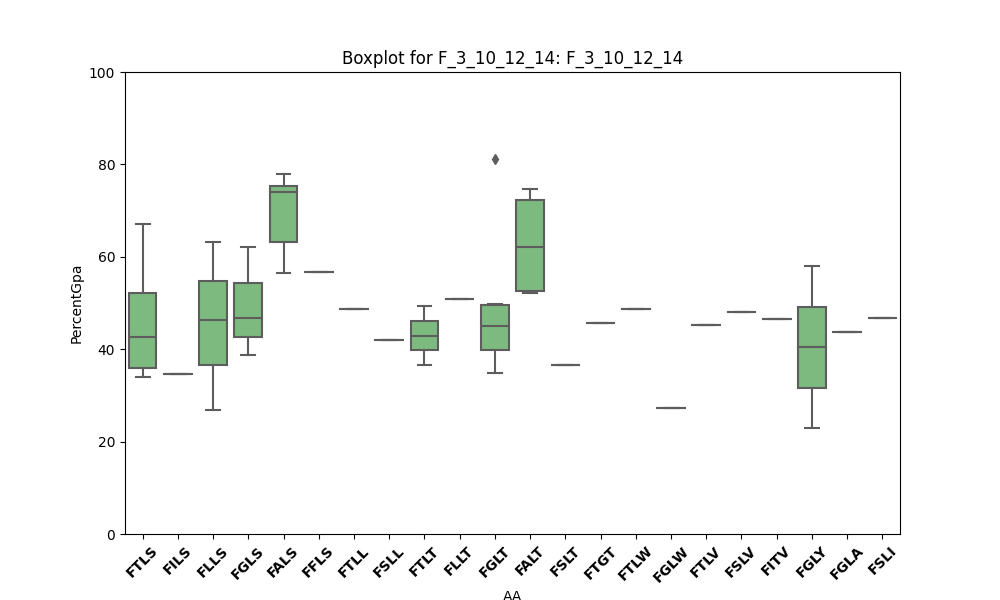 Boxplot for F_3_10_12_14: F_3_10_12_14
100
80
60
40
20
0
PercentGpa
FTLS FILS FLLS FGLS FALS FFLS FTLL FSLL FTLT FLLT FGLT FALT FSLT FTGT FTLW FGLW FTLV FSLV FITV FGLY FGLA FSLI
AA